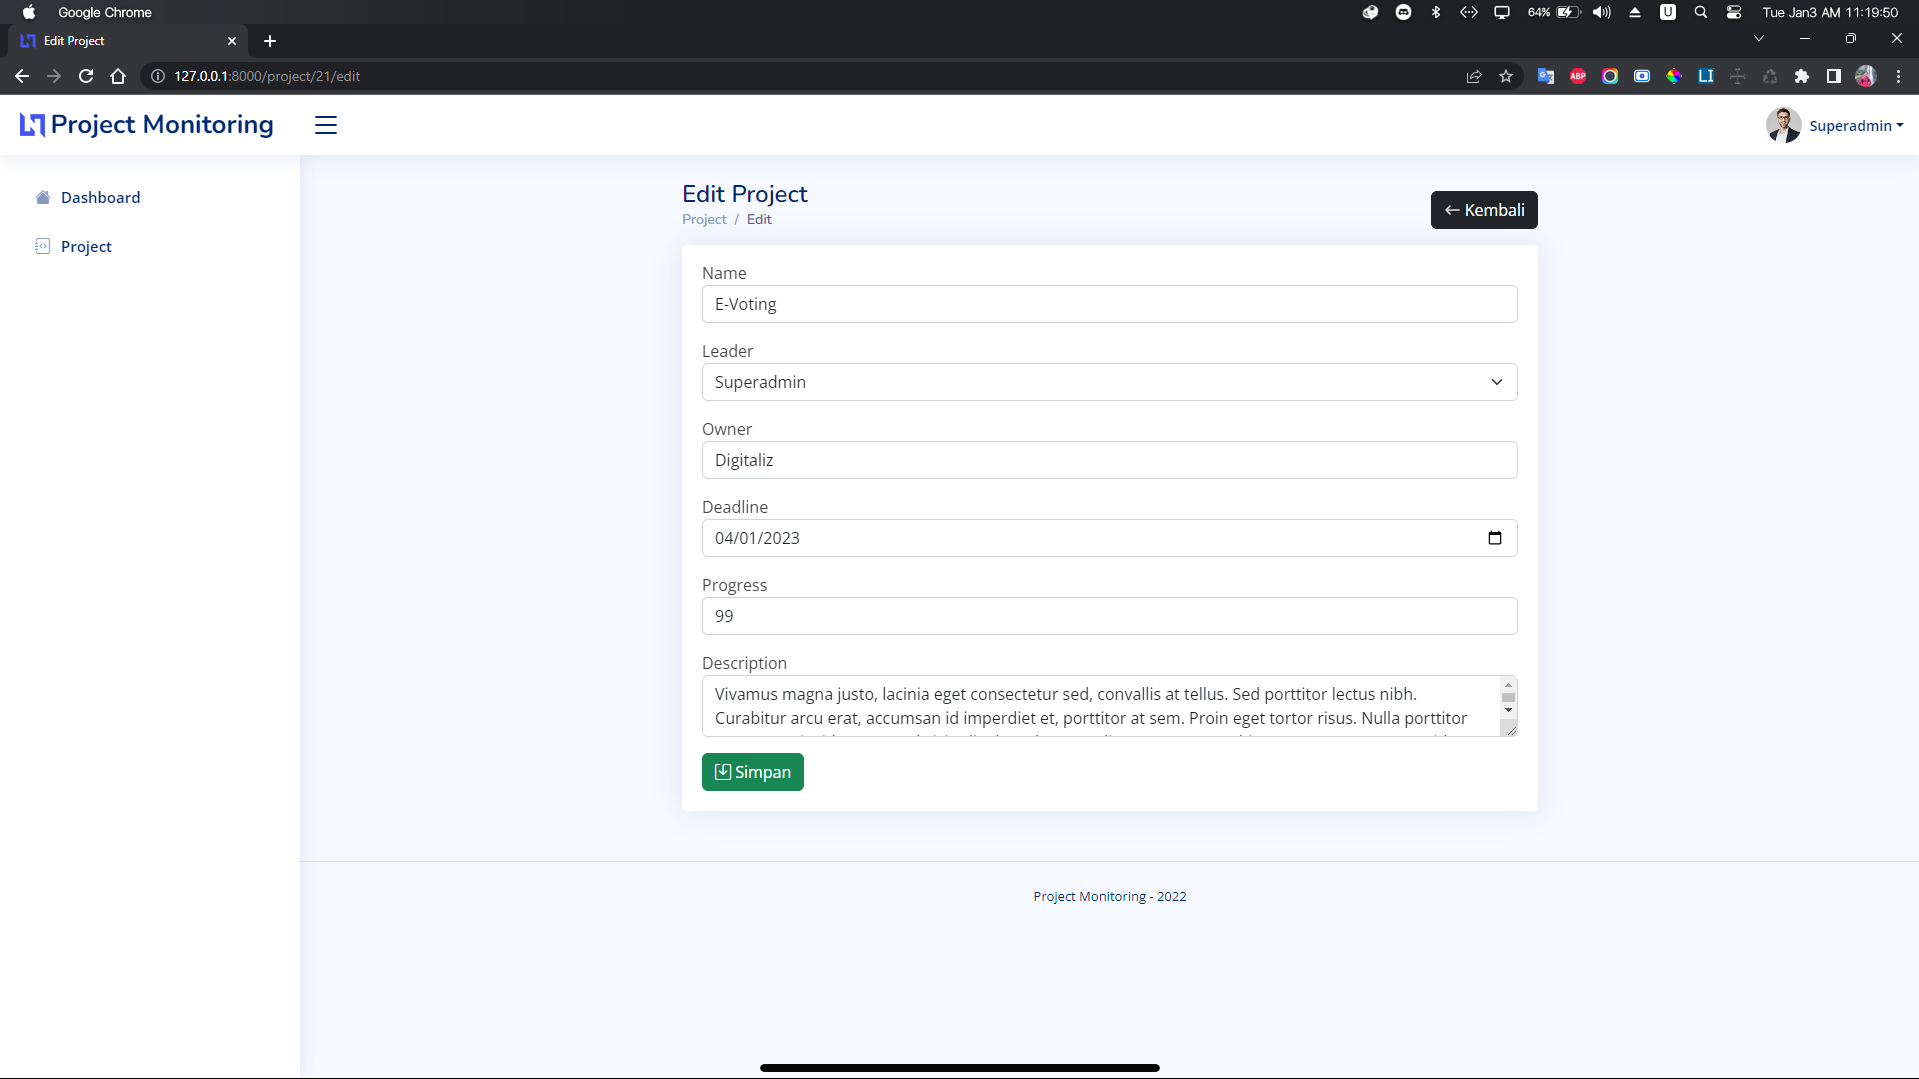 Google Chrome
64%
U
Tue Jan3 AM 11:19:50
Edit Project
127.0.0.1:8000/project/21/edit
ABP
LI
Project Monitoring
Superadmin
Dashboard
Project
Edit Project
Project / Edit
← Kembali
Name
E-Voting
Leader
Superadmin
Owner
Digitaliz
Deadline
04/01/2023
Progress
99
Description
Vivamus magna justo, lacinia eget consectetur sed, convallis at tellus. Sed porttitor lectus nibh.
Curabitur arcu erat, accumsan id imperdiet et, porttitor at sem. Proin eget tortor risus. Nulla porttitor
Simpan
Project Monitoring - 2022